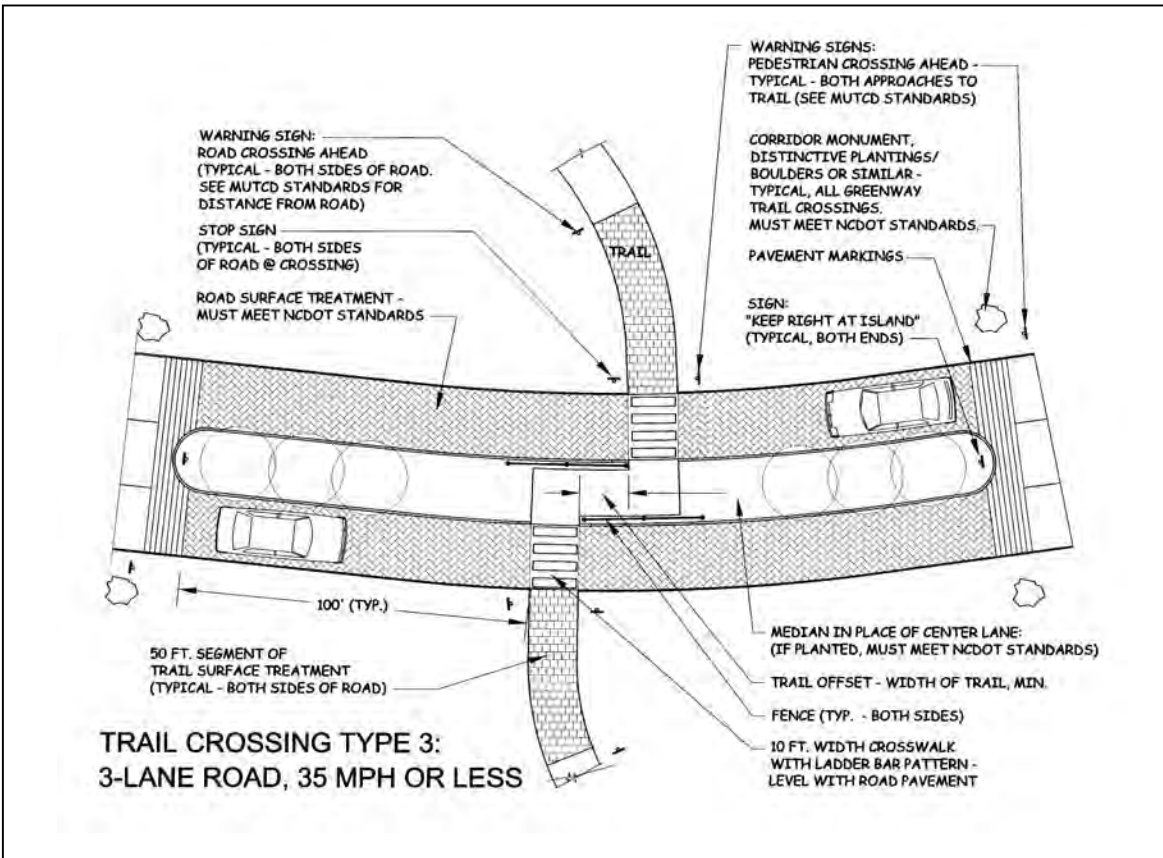 WARNING SIGNS:
PEDESTRIAN CROSSING AHEAD -
TYPICAL - BOTH APPROACHES TO
TRAIL (SEE MUTCD STANDARDS)
WARNING SIGN:
ROAD CROSSING AHEAD
(TYPICAL - BOTH SIDES OF ROAD.
SEE MUTCD STANDARDS FOR
DISTANCE FROM ROAD)
CORRIDOR MONUMENT,
DISTINCTIVE PLANTINGS/
BOULDERS OR SIMILAR -
TYPICAL, ALL GREENWAY
TRAIL CROSSINGS.
MUST MEET NCDOT STANDARDS.
STOP SIGN
(TYPICAL - BOTH SIDES
OF ROAD @ CROSSING)
TRAIL
PAVEMENT MARKINGS
ROAD SURFACE TREATMENT -
MUST MEET NCDOT STANDARDS
SIGN:
"KEEP RIGHT AT ISLAND"
(TYPICAL, BOTH ENDS)
100' (TYP.)
50 FT. SEGMENT OF
TRAIL SURFACE TREATMENT
(TYPICAL - BOTH SIDES OF ROAD)
MEDIAN IN PLACE OF CENTER LANE:
(IF PLANTED, MUST MEET NCDOT STANDARDS)
TRAIL OFFSET - WIDTH OF TRAIL, MIN.
FENCE (TYP. - BOTH SIDES)
10 FT. WIDTH CROSSWALK
WITH LADDER BAR PATTERN -
LEVEL WITH ROAD PAVEMENT
TRAIL CROSSING TYPE 3:
3-LANE ROAD, 35 MPH OR LESS